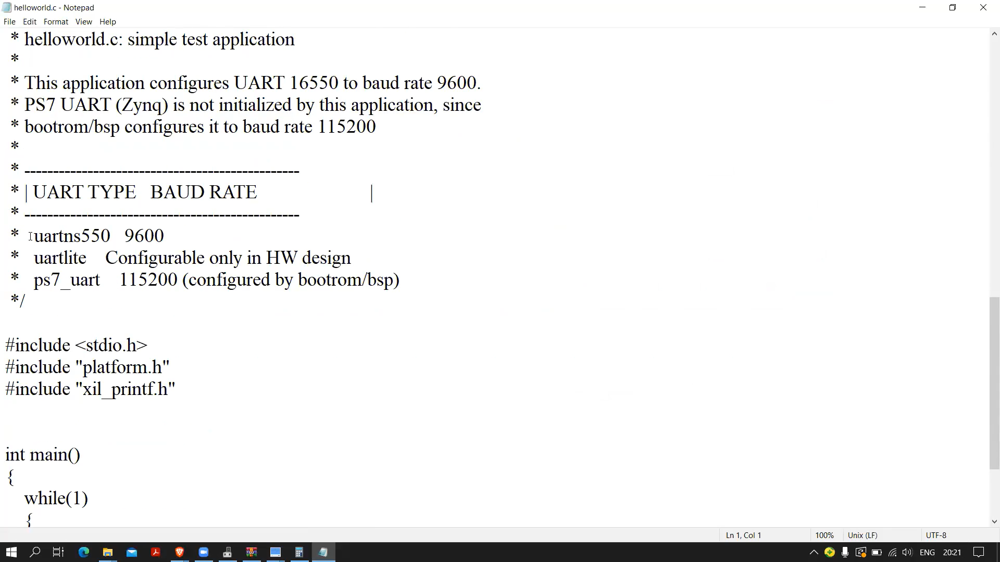 helloworld.c - Notepad
File Edit Format View Help
* helloworld.c: simple test application
*
* This application configures UART 16550 to baud rate 9600.
* PS7 UART (Zynq) is not initialized by this application, since
* bootrom/bsp configures it to baud rate 115200
*
* ------------------------------------------------
* | UART TYPE   BAUD RATE                        |
* ------------------------------------------------
*   uartns550   9600
*   uartlite    Configurable only in HW design
*   ps7_uart    115200 (configured by bootrom/bsp)
*/
#include <stdio.h>
#include "platform.h"
#include "xil_printf.h"
int main()
{
while(1)
{
Ln 1, Col 1 100% Unix (LF) UTF-8
ENG 20:21